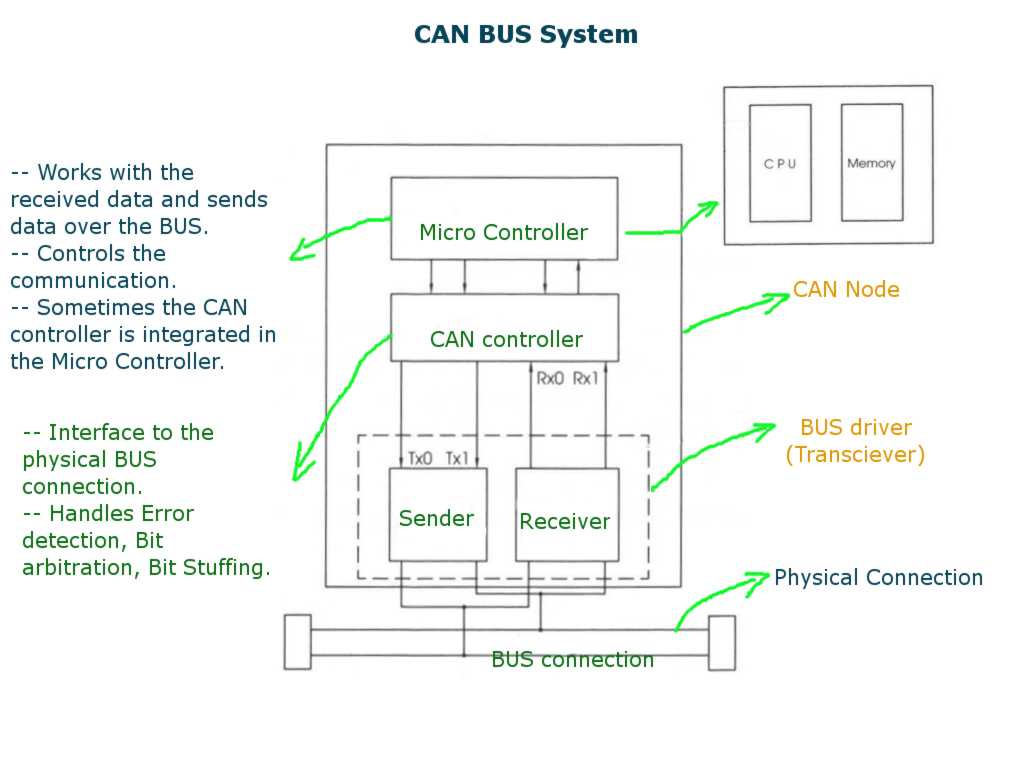 CAN BUS System
CPU
Memory
-- Works with the
received data and sends
data over the BUS.
-- Controls the
communication.
-- Sometimes the CAN
controller is integrated in
the Micro Controller.
Micro Controller
CAN Node
CAN controller
Rx0 Rx1
-- Interface to the
physical BUS
connection.
-- Handles Error
detection, Bit
arbitration, Bit Stuffing.
BUS driver
(Transciever)
Tx0 Tx1
Sender
Receiver
Physical Connection
BUS connection